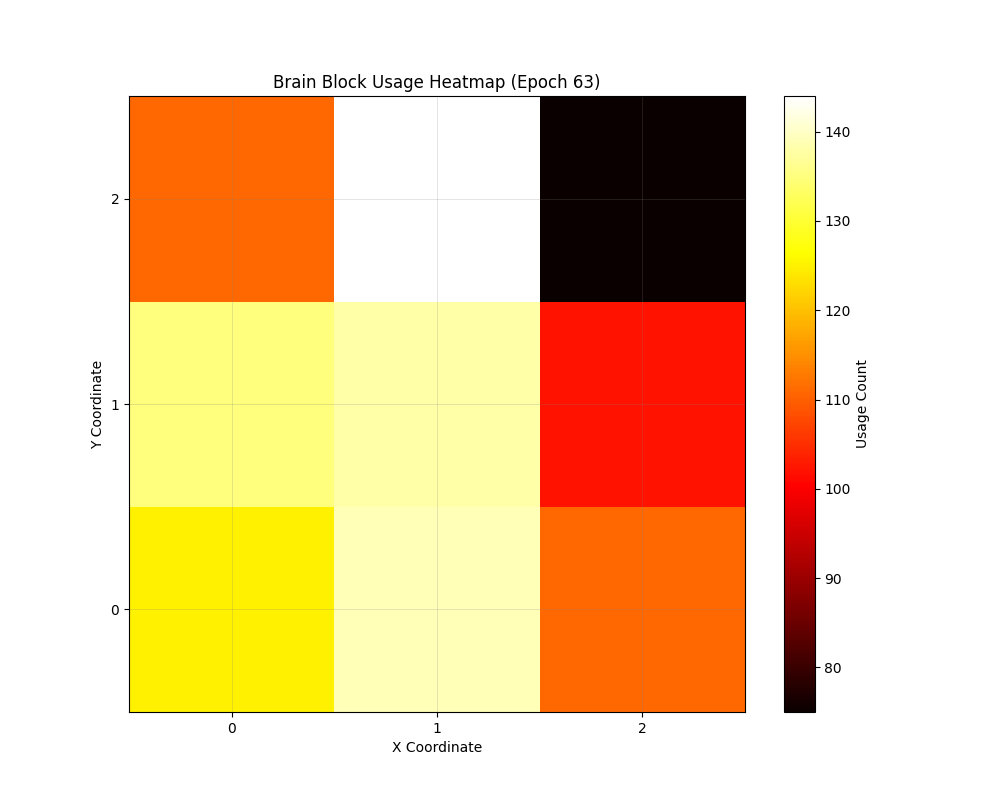 Brain Block Usage Heatmap (Epoch 63)
2
1
0
Y Coordinate
0 1 2
X Coordinate
140
130
120
110
100
90
80
Usage Count